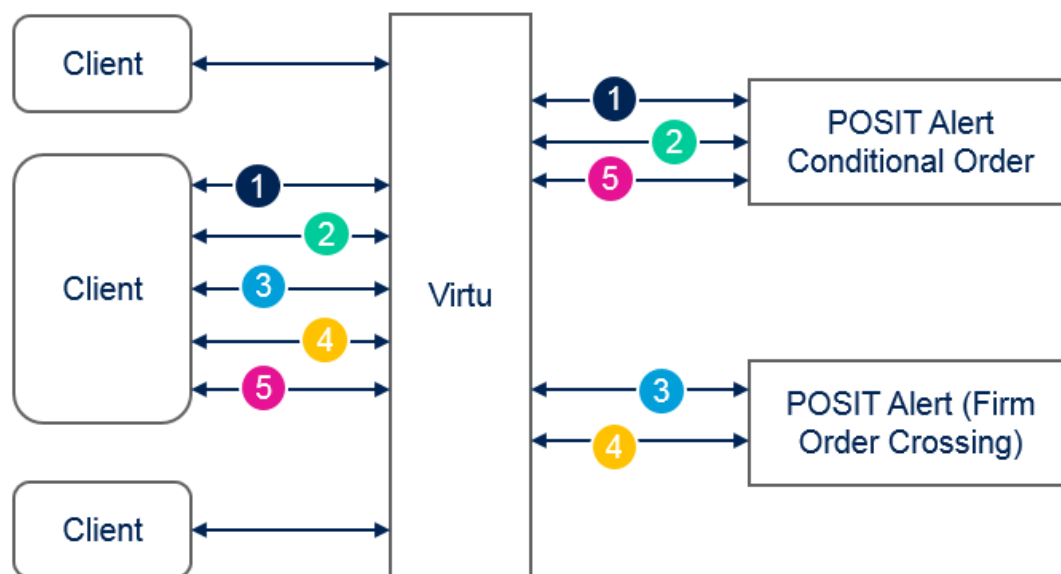 Client
1
POSIT Alert
Conditional Order
2
5
1
2
Client
3
Virtu
4
5
3
POSIT Alert (Firm
Order Crossing)
4
Client